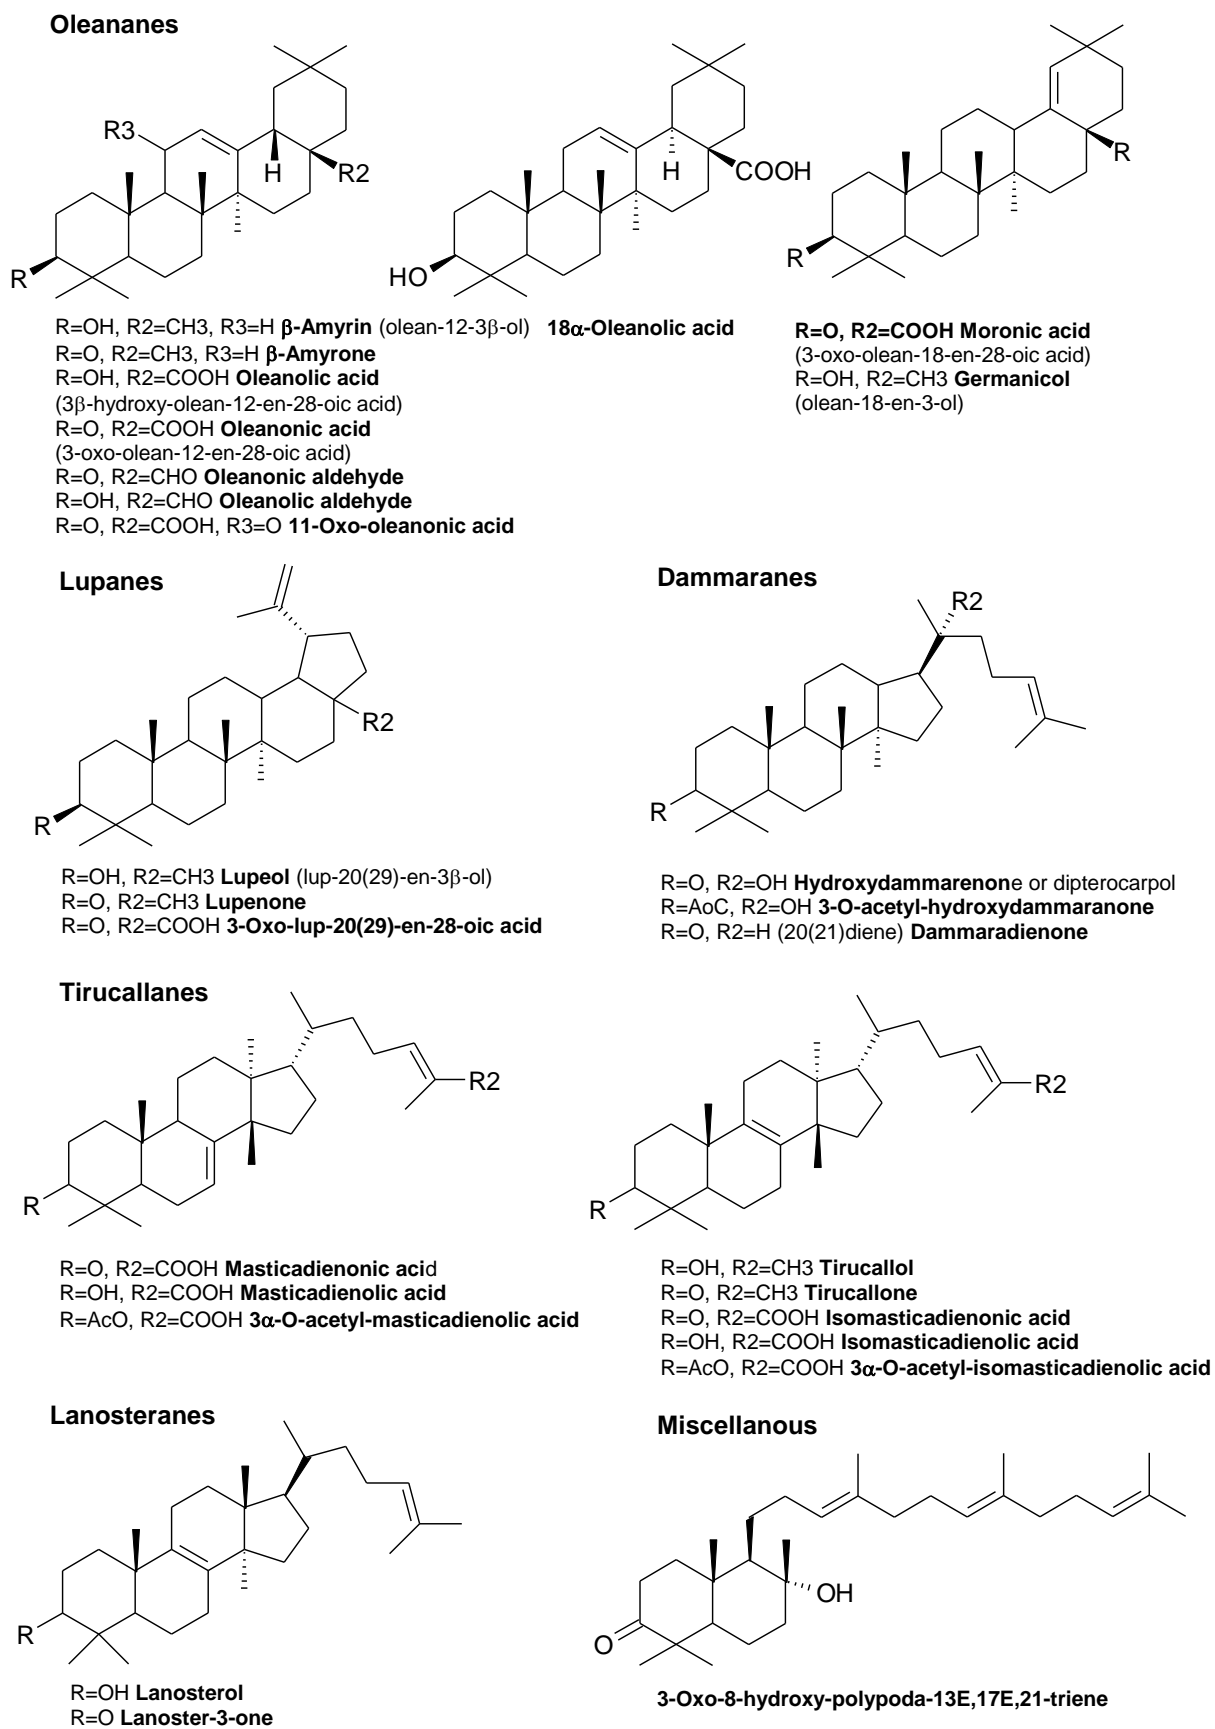 Oleananes
R3
H
R2
R
H
COOH
HO
R
R
R=OH, R2=CH3, R3=H β-Amyrin (olean-12-3β-ol)
R=O, R2=CH3, R3=H β-Amyrone
R=OH, R2=COOH Oleanolic acid
(3β-hydroxy-olean-12-en-28-oic acid)
R=O, R2=COOH Oleanonic acid
(3-oxo-olean-12-en-28-oic acid)
R=O, R2=CHO Oleanonic aldehyde
R=OH, R2=CHO Oleanolic aldehyde
R=O, R2=COOH, R3=O 11-Oxo-oleanonic acid
18α-Oleanolic acid
R=O, R2=COOH Moronic acid
(3-oxo-olean-18-en-28-oic acid)
R=OH, R2=CH3 Germanicol
(olean-18-en-3-ol)
Lupanes
R2
R
R=OH, R2=CH3 Lupeol (lup-20(29)-en-3β-ol)
R=O, R2=CH3 Lupenone
R=O, R2=COOH 3-Oxo-lup-20(29)-en-28-oic acid
Dammaranes
R2
R
R=O, R2=OH Hydroxydammarenone or dipterocarpol
R=AoC, R2=OH 3-O-acetyl-hydroxydammaranone
R=O, R2=H (20(21)diene) Dammaradienone
Tirucallanes
R2
R
R=O, R2=COOH Masticadienonic acid
R=OH, R2=COOH Masticadienolic acid
R=AcO, R2=COOH 3α-O-acetyl-masticadienolic acid
R2
R
R=OH, R2=CH3 Tirucallol
R=O, R2=CH3 Tirucallone
R=O, R2=COOH Isomasticadienonic acid
R=OH, R2=COOH Isomasticadienolic acid
R=AcO, R2=COOH 3α-O-acetyl-isomasticadienolic acid
Lanosteranes
R
R=OH Lanosterol
R=O Lanoster-3-one
Miscellanous
OH
O
3-Oxo-8-hydroxy-polypoda-13E,17E,21-triene